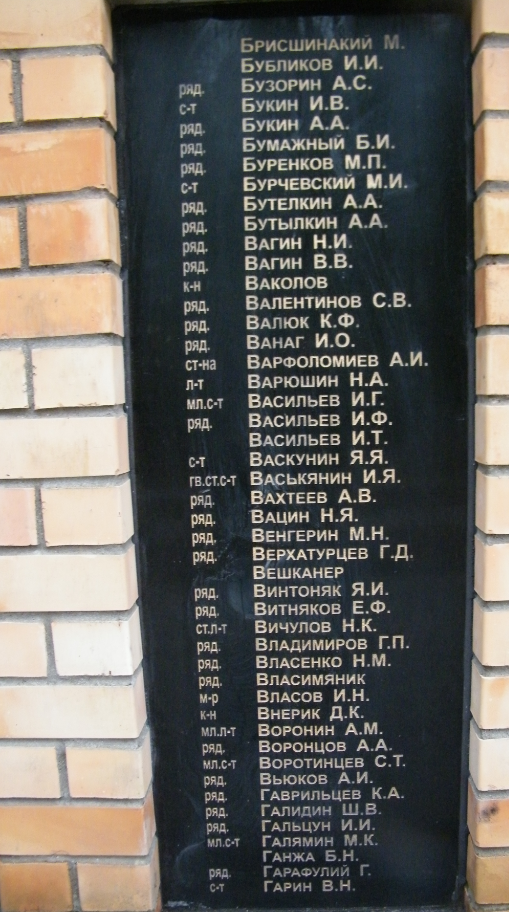 Брисшинакий М.
Бубликов И.И.
ряд. Бузорин А.С.
с-т Букин И.В.
ряд. Букин А.А.
ряд. Бумажный Б.И.
ряд. Буренков М.П.
с-т Бурчевский М.И.
ряд. Бутелкин А.А.
ряд. Бутылкин А.А.
ряд. Вагин Н.И.
ряд. Вагин В.В.
к-н Ваколов
ряд. Валентинов С.В.
ряд. Валюк К.Ф.
ряд. Ванаг И.О.
ст-на Варфоломиев А.И.
л-т Варюшин Н.А.
мл.с-т Васильев И.Г.
ряд. Васильев И.Ф.
Васильев И.Т.
с-т Васкунин Я.Я.
гв.ст.с-т Васькянин И.Я.
ряд. Вахтеев А.В.
ряд. Вацин Н.Я.
ряд. Венгерин М.Н.
ряд. Верхатурцев Г.Д.
Вешканер
ряд. Винтоняк Я.И.
ряд. Витняков Е.Ф.
ст.л-т Вичулов Н.К.
ряд. Владимиров Г.П.
ряд. Власенко Н.М.
ряд. Власимяник
м-р Власов И.Н.
к-н Внерик Д.К.
мл.л-т Воронин А.М.
ряд. Воронцов А.А.
мл.с-т Воротинцев С.Т.
ряд. Вьюков А.И.
ряд. Гаврильцев К.А.
ряд. Галидин Ш.В.
ряд. Гальцун И.И.
мл.с-т Галямин М.К.
Ганжа Б.Н.
ряд. Гарафулий Г.
с-т Гарин В.Н.